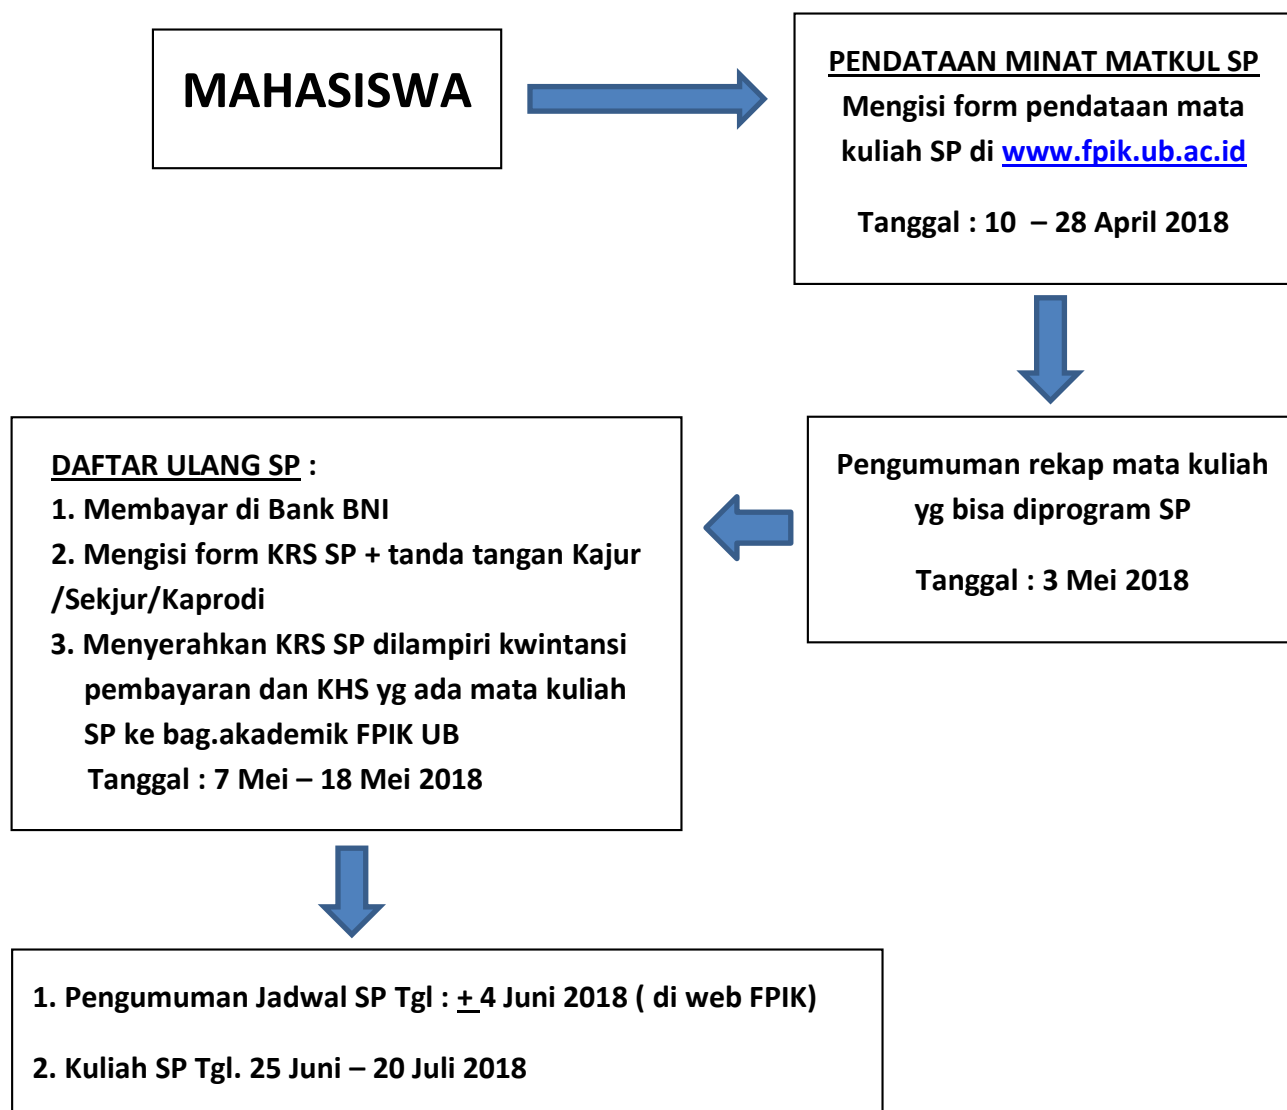 MAHASISWA
PENDATAAN MINAT MATKUL SP
Mengisi form pendataan mata
kuliah SP di www.fpik.ub.ac.id
Tanggal : 10 – 28 April 2018
Pengumuman rekap mata kuliah
yg bisa diprogram SP
Tanggal : 3 Mei 2018
DAFTAR ULANG SP :
1. Membayar di Bank BNI
2. Mengisi form KRS SP + tanda tangan Kajur
/Sekjur/Kaprodi
3. Menyerahkan KRS SP dilampiri kwintansi
pembayaran dan KHS yg ada mata kuliah
SP ke bag.akademik FPIK UB
Tanggal : 7 Mei – 18 Mei 2018
1. Pengumuman Jadwal SP Tgl : + 4 Juni 2018 ( di web FPIK)
2. Kuliah SP Tgl. 25 Juni – 20 Juli 2018